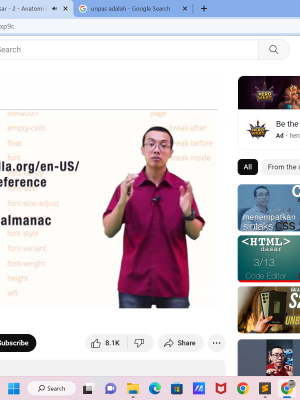 sar - 2 - Anatomi
unpas adalah - Google Search
xp9c
Search
elevation
page
empty-cells
break-after
float
break-before
break-inside
lla.org/en-US/
eference
font-size-adjust
almanac
font-style
font-variant
font-weight
height
left
HERO WARS
Be the
Ad · hero
All
From the
menempatkan
sintaks CSS
<HTML>
dasar
3/13
Code Editor
Subscribe
8.1K
Share
Search